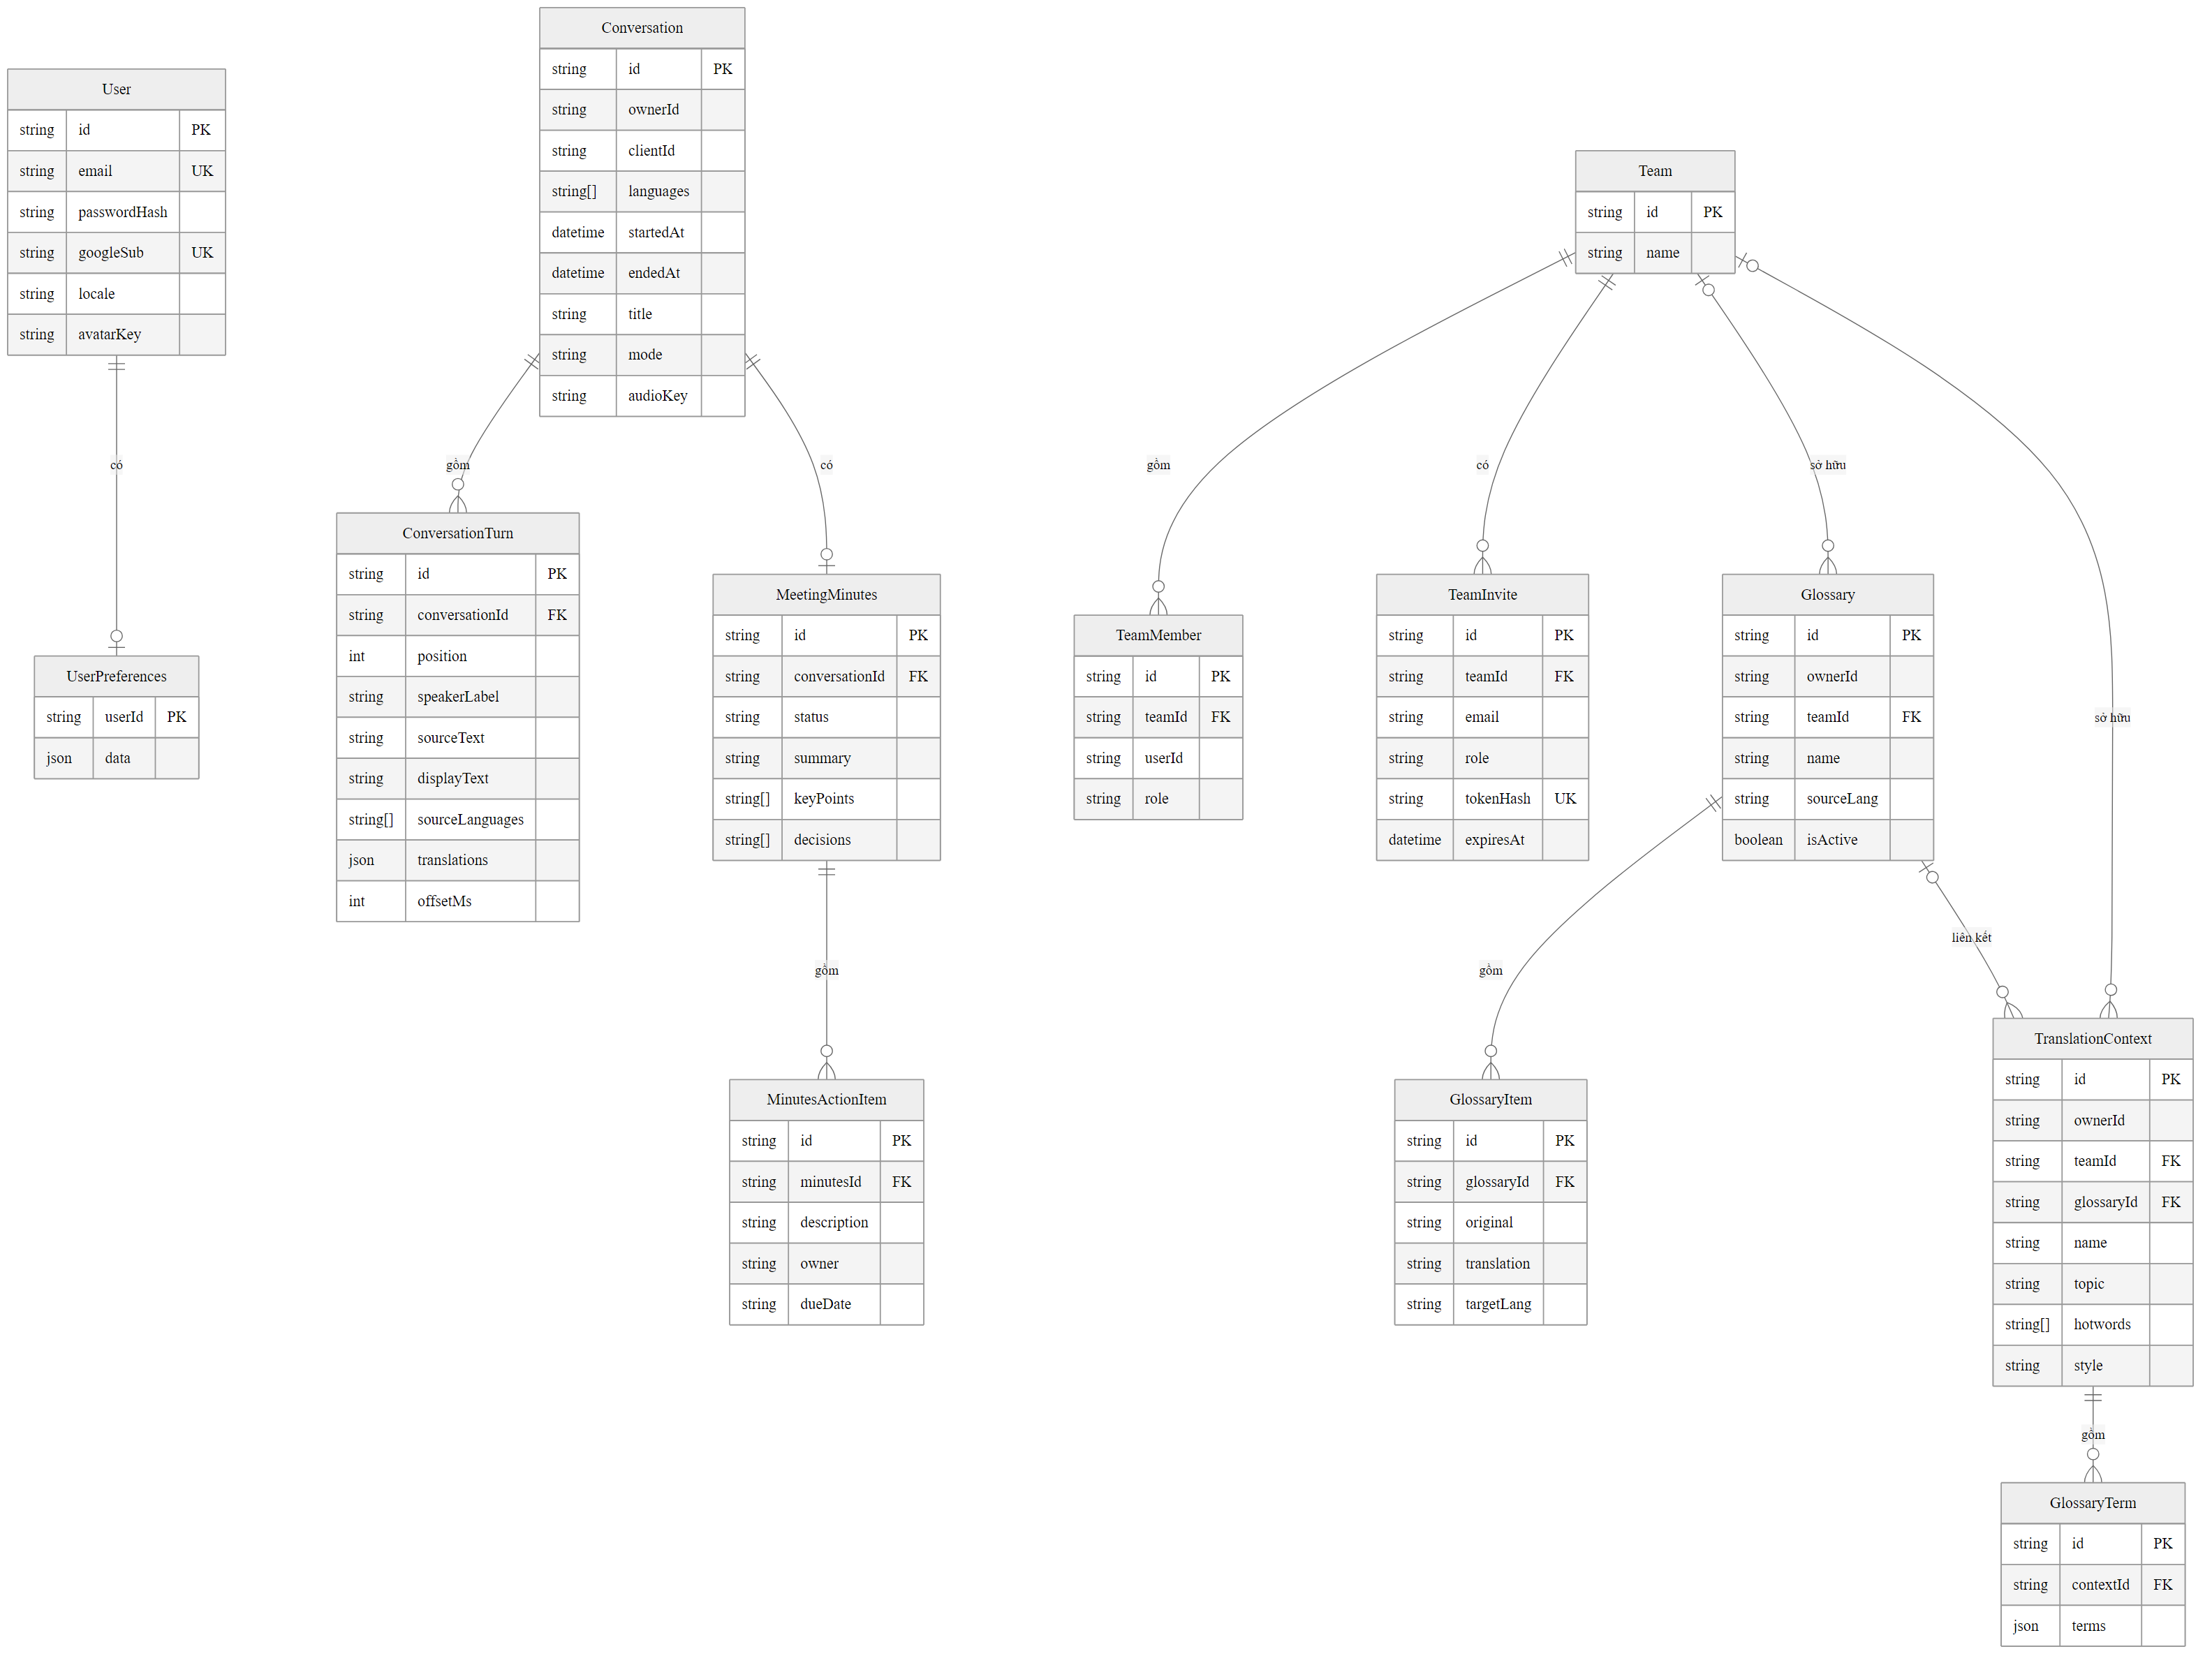 User
string id PK
string email UK
string passwordHash
string googleSub UK
string locale
string avatarKey
có
UserPreferences
string userId PK
json data
Conversation
string id PK
string ownerId
string clientId
string[] languages
datetime startedAt
datetime endedAt
string title
string mode
string audioKey
gồm
có
ConversationTurn
string id PK
string conversationId FK
int position
string speakerLabel
string sourceText
string displayText
string[] sourceLanguages
json translations
int offsetMs
MeetingMinutes
string id PK
string conversationId FK
string status
string summary
string[] keyPoints
string[] decisions
gồm
MinutesActionItem
string id PK
string minutesId FK
string description
string owner
string dueDate
Team
string id PK
string name
gồm
có
sở hữu
sở hữu
TeamMember
string id PK
string teamId FK
string userId
string role
TeamInvite
string id PK
string teamId FK
string email
string role
string tokenHash UK
datetime expiresAt
Glossary
string id PK
string ownerId
string teamId FK
string name
string sourceLang
boolean isActive
gồm
liên kết
GlossaryItem
string id PK
string glossaryId FK
string original
string translation
string targetLang
TranslationContext
string id PK
string ownerId
string teamId FK
string glossaryId FK
string name
string topic
string[] hotwords
string style
gồm
GlossaryTerm
string id PK
string contextId FK
json terms